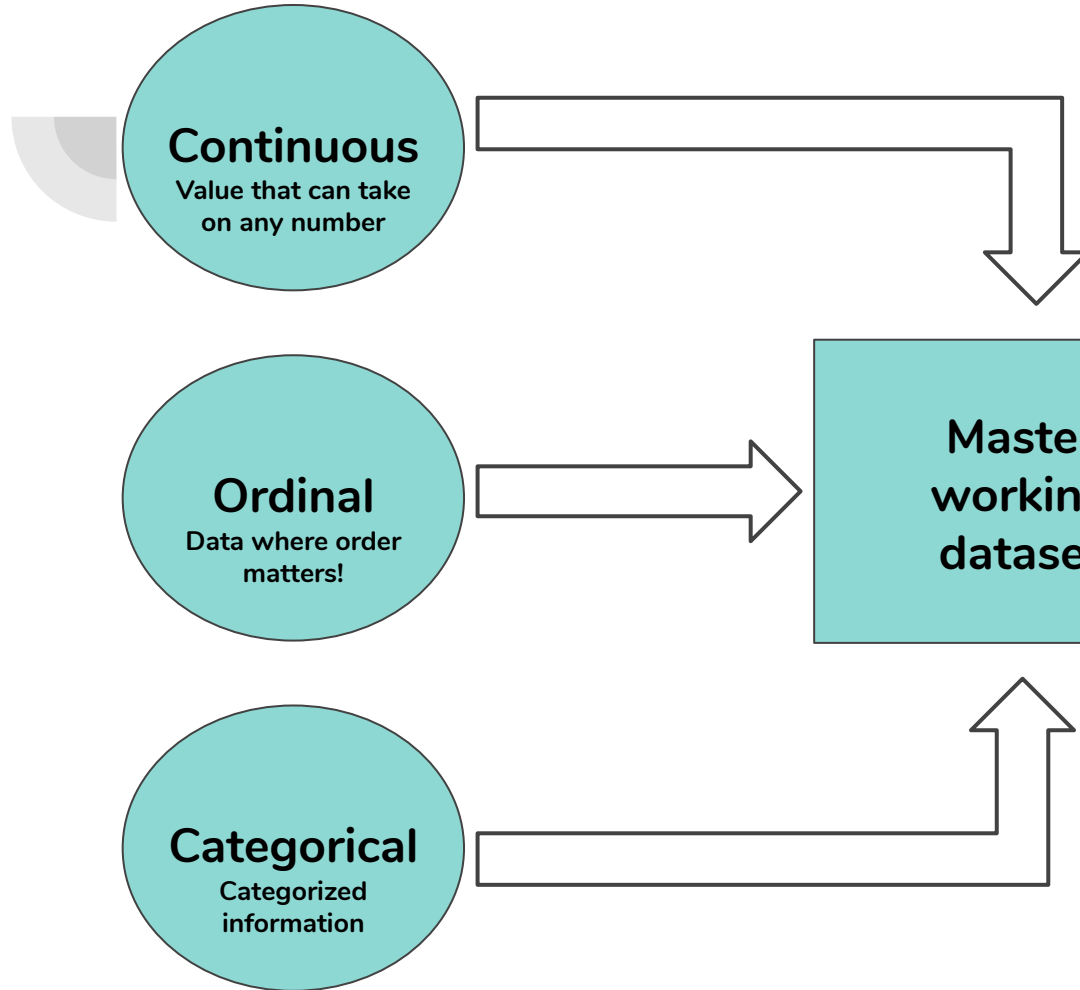 Continuous
Value that can take
on any number
Ordinal
Data where order
matters!
Categorical
Categorized
information
Maste
workin
datase